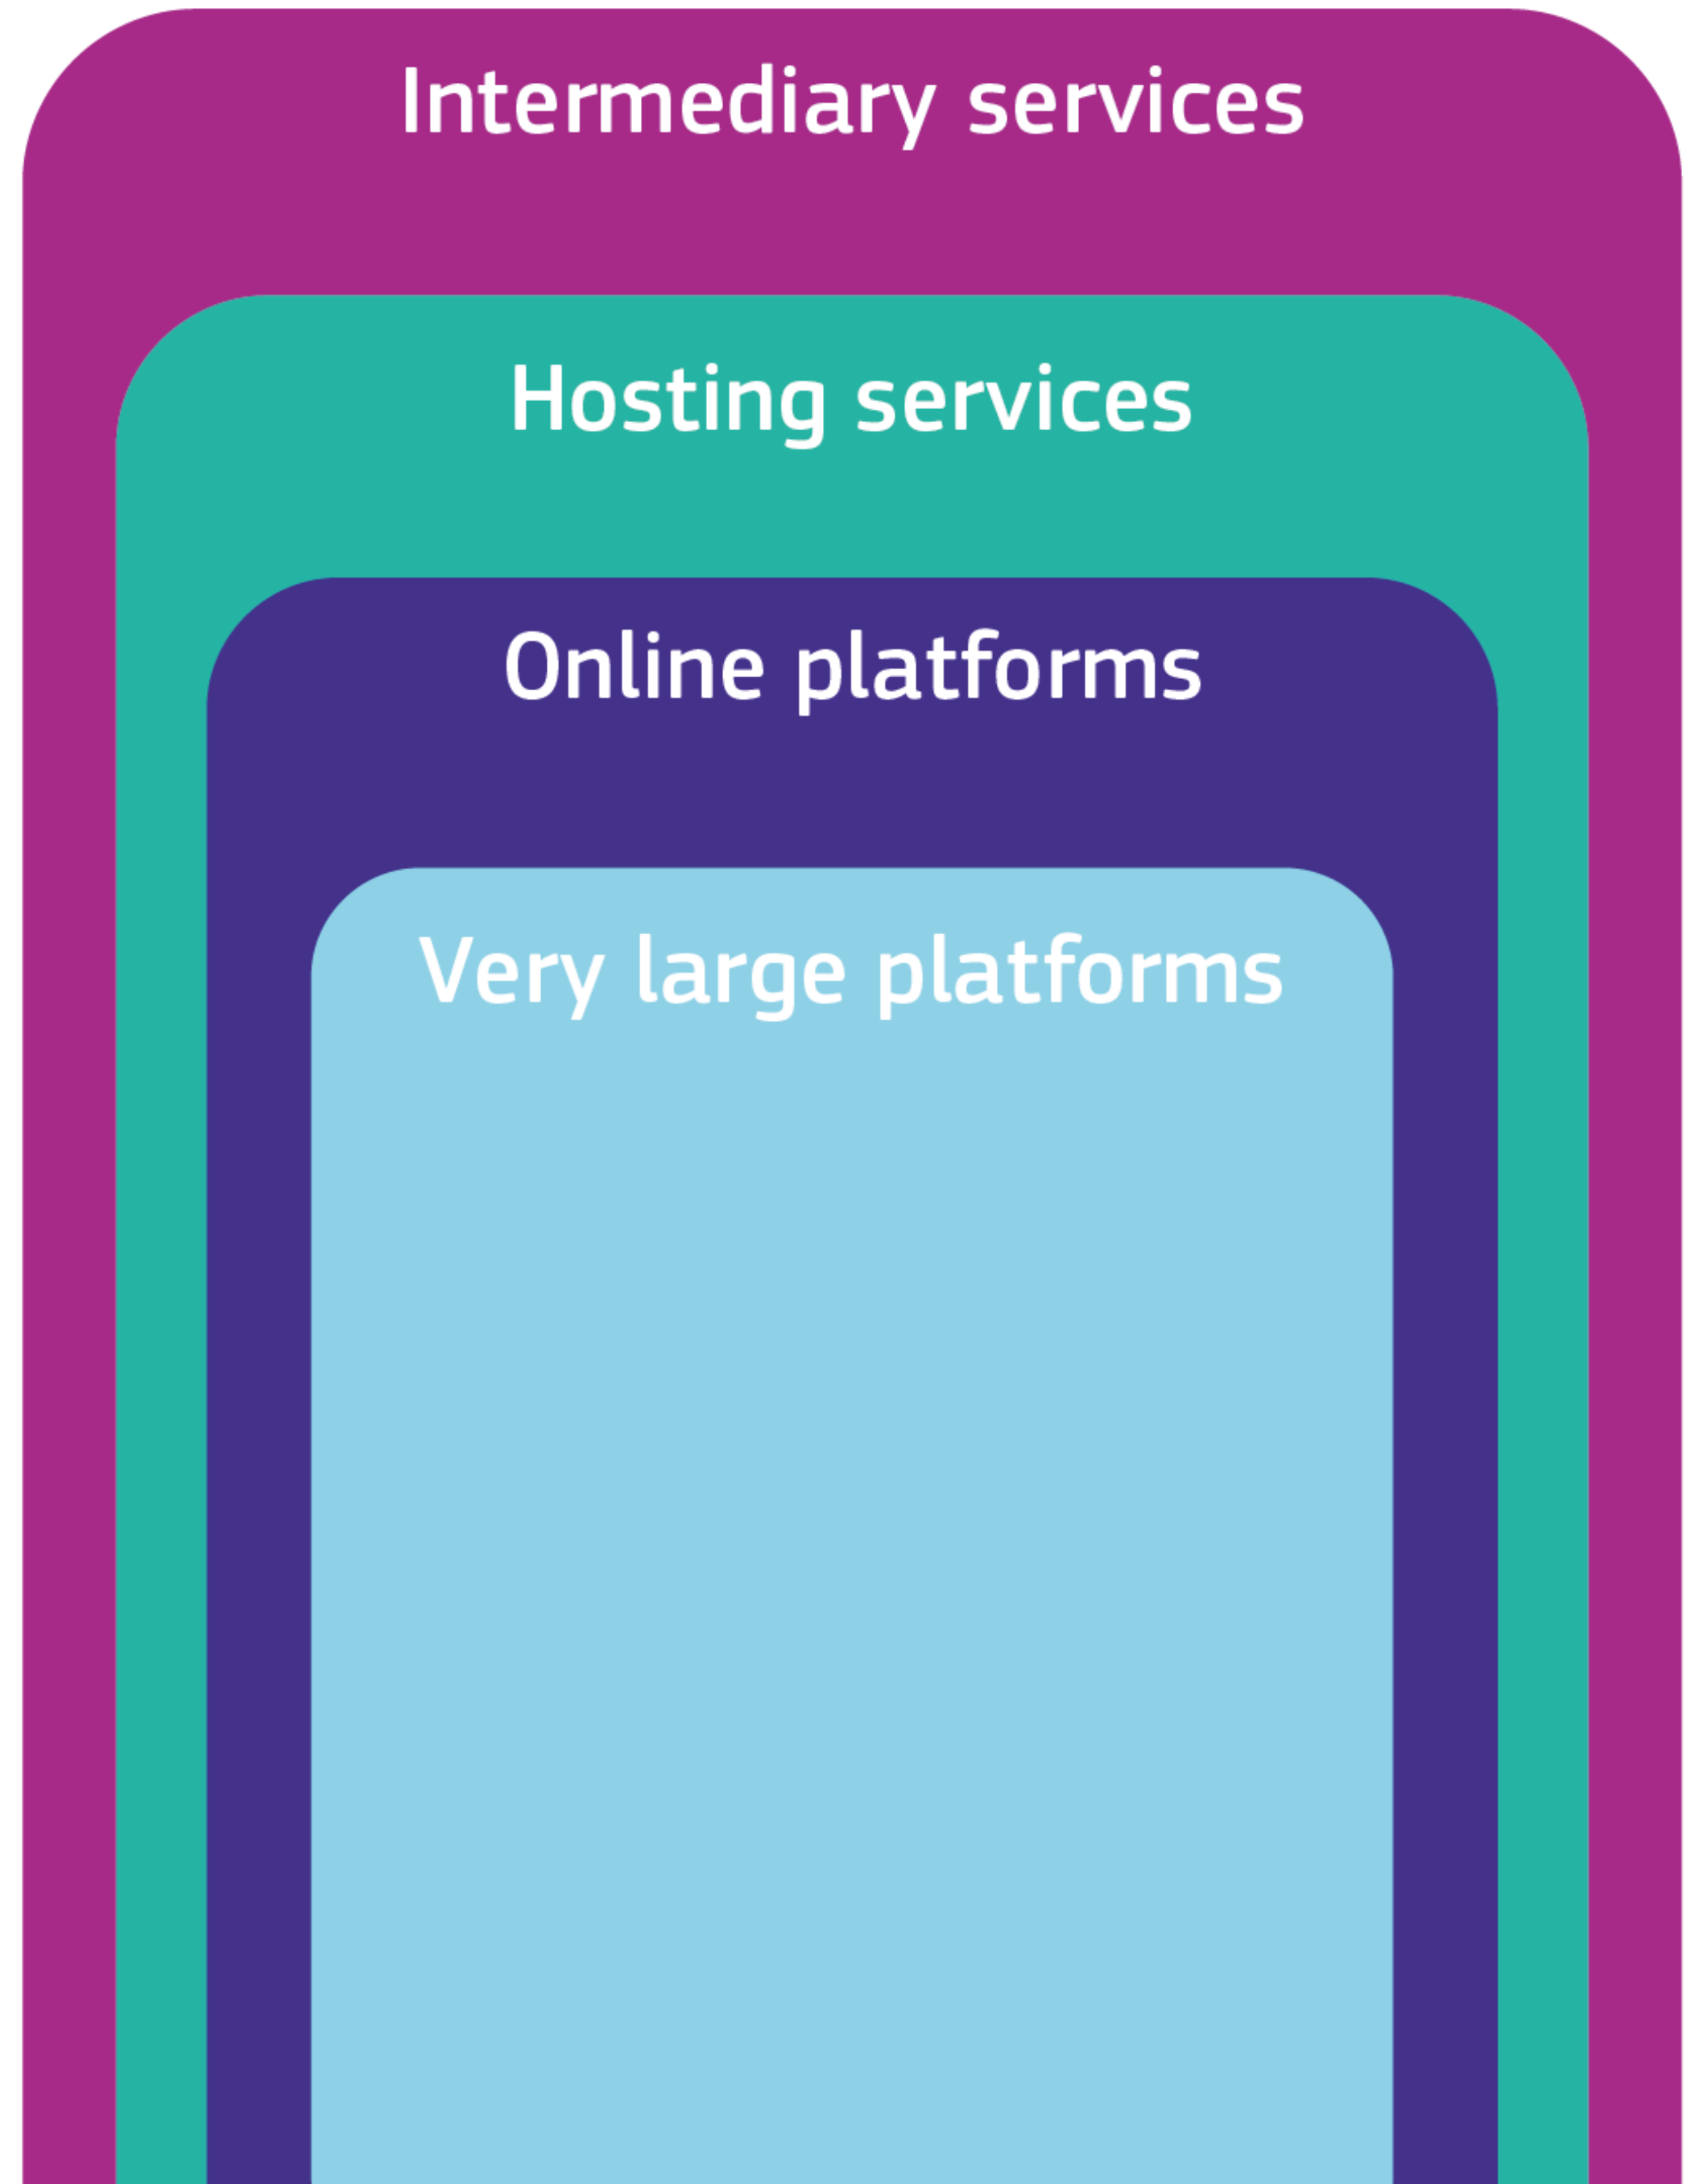 Intermediary services
Hosting services
Online platforms
Very large platforms